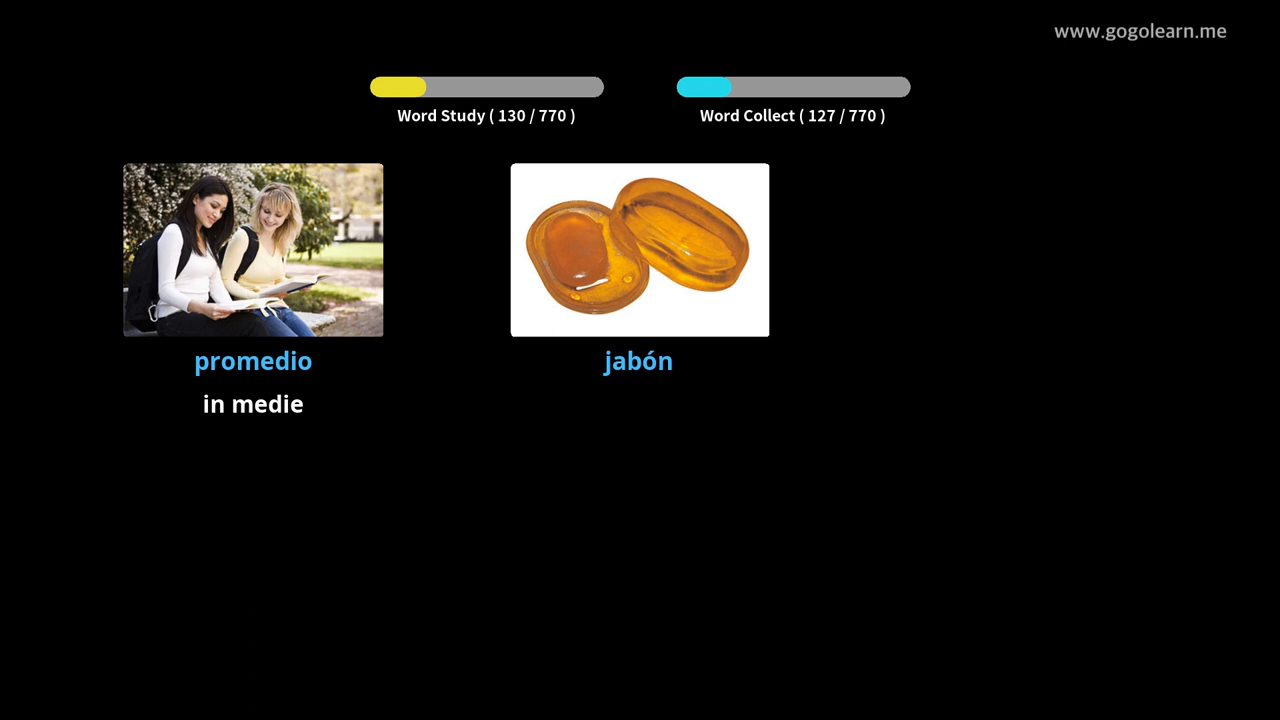 www.gogolearn.me
Word Study ( 130 / 770 )
Word Collect ( 127 / 770 )
promedio
in medie
jabón